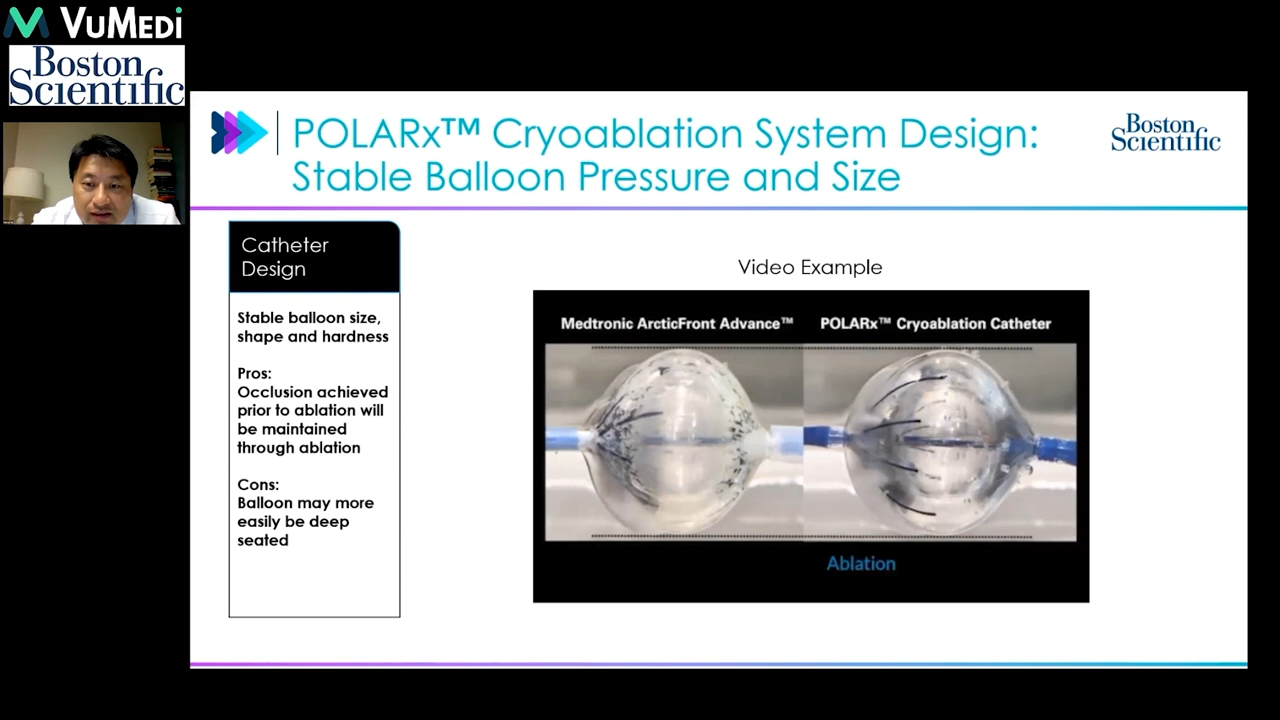 VUMEDI
Boston
Scientific
POLARx™ Cryoablation System Design:
Stable Balloon Pressure and Size
Boston
Scientific
Catheter
Design
Stable balloon size,
shape and hardness
Pros:
Occlusion achieved
prior to ablation will
be maintained
through ablation
Cons:
Balloon may more
easily be deep
seated
Video Example
Medtronic ArcticFront Advance™
POLARx™ Cryoablation Catheter
Ablation